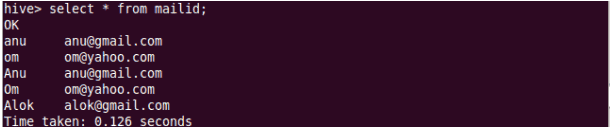 hive> select * from mailid;
OK
anu anu@gmail.com
om om@yahoo.com
Anu anu@gmail.com
Om om@yahoo.com
Alok alok@gmail.com
Time taken: 0.126 seconds